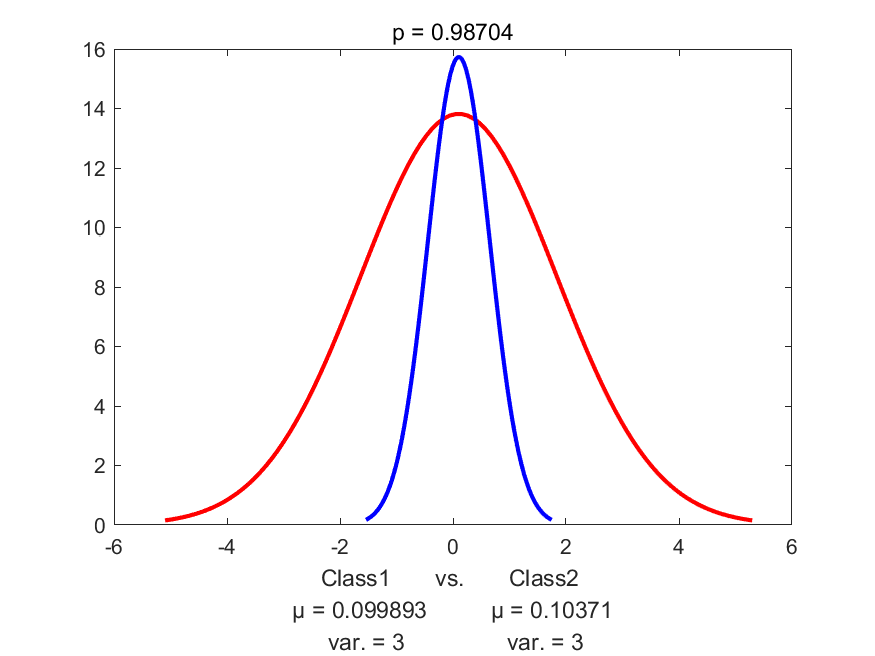 p = 0.98704
16
14
12
10
8
6
4
2
0
-6 -4 -2 0 2 4 6
Class1 vs. Class2
μ = 0.099893 μ = 0.10371
var. = 3 var. = 3